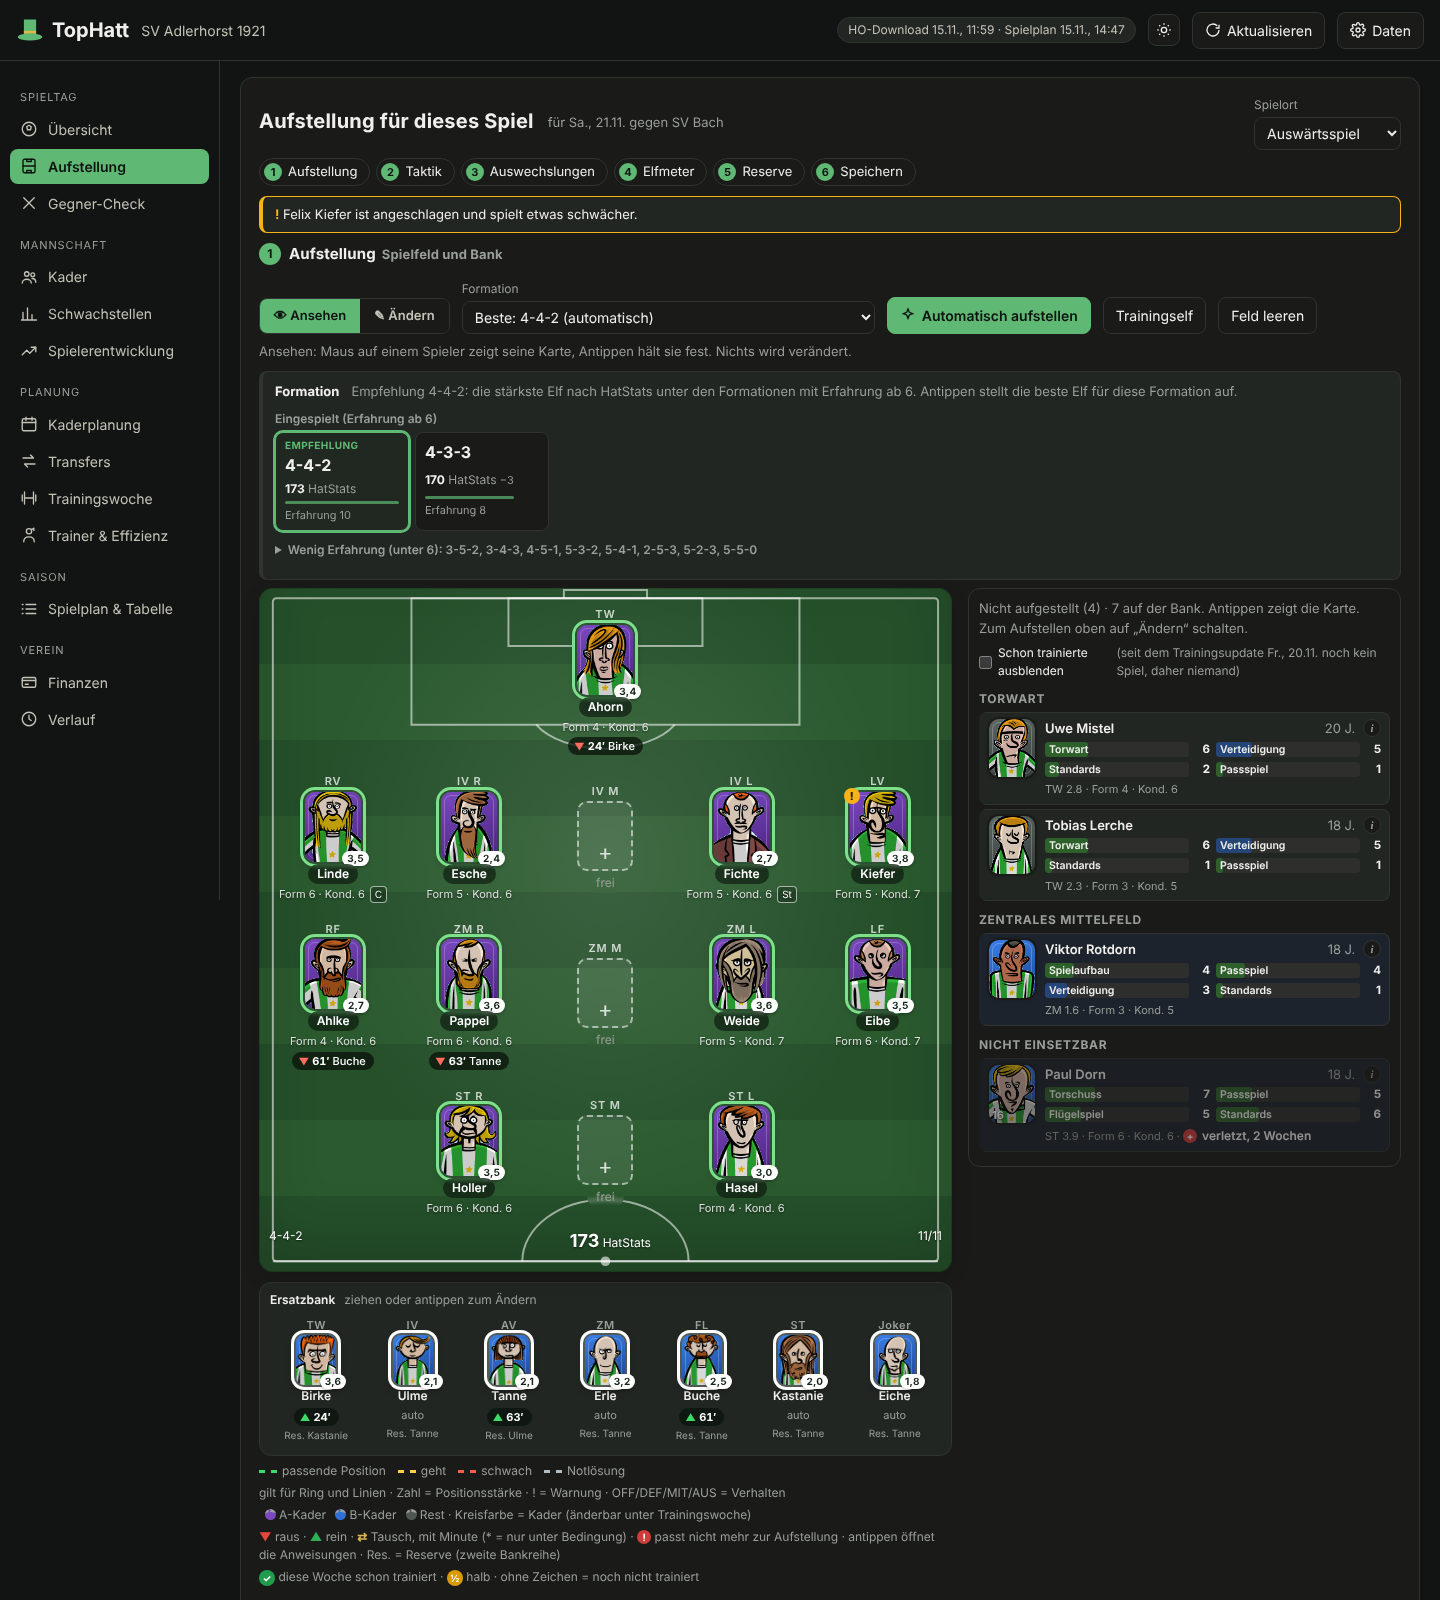 TopHatt SV Adlerhorst 1921
HO-Download 15.11., 11:59 · Spielplan 15.11., 14:47
Aktualisieren
Daten
SPIELTAG
Übersicht
Aufstellung
Gegner-Check
MANNSCHAFT
Kader
Schwachstellen
Spielerentwicklung
PLANUNG
Kaderplanung
Transfers
Trainingswoche
Trainer & Effizienz
SAISON
Spielplan & Tabelle
VEREIN
Finanzen
Verlauf
Aufstellung für dieses Spiel für Sa., 21.11. gegen SV Bach
Spielort
Auswärtsspiel
1 Aufstellung
2 Taktik
3 Auswechslungen
4 Elfmeter
5 Reserve
6 Speichern
! Felix Kiefer ist angeschlagen und spielt etwas schwächer.
1 Aufstellung Spielfeld und Bank
Ansehen
✎ Ändern
Formation
Beste: 4-4-2 (automatisch)
Automatisch aufstellen
Trainingself
Feld leeren
Ansehen: Maus auf einem Spieler zeigt seine Karte, Antippen hält sie fest. Nichts wird verändert.
Formation Empfehlung 4-4-2: die stärkste Elf nach HatStats unter den Formationen mit Erfahrung ab 6. Antippen stellt die beste Elf für diese Formation auf.
Eingespielt (Erfahrung ab 6)
EMPFEHLUNG
4-4-2
173 HatStats
Erfahrung 10
4-3-3
170 HatStats −3
Erfahrung 8
▶ Wenig Erfahrung (unter 6): 3-5-2, 3-4-3, 4-5-1, 5-3-2, 5-4-1, 2-5-3, 5-2-3, 5-5-0
TW
3,4
Ahorn
Form 4 · Kond. 6
▼ 24′ Birke
RV
3,5
Linde
Form 6 · Kond. 6 C
IV R
2,4
Esche
Form 5 · Kond. 6
IV M
+
frei
IV L
2,7
Fichte
Form 5 · Kond. 6 St
LV
!
3,8
Kiefer
Form 5 · Kond. 7
RF
2,7
Ahlke
Form 4 · Kond. 6
▼ 61′ Buche
ZM R
3,6
Pappel
Form 6 · Kond. 6
▼ 63′ Tanne
ZM M
+
frei
ZM L
3,6
Weide
Form 5 · Kond. 7
LF
3,5
Eibe
Form 6 · Kond. 7
ST R
3,5
Holler
Form 6 · Kond. 6
ST M
+
frei
ST L
3,0
Hasel
Form 4 · Kond. 6
4-4-2
173 HatStats
11/11
Nicht aufgestellt (4) · 7 auf der Bank. Antippen zeigt die Karte.
Zum Aufstellen oben auf „Ändern“ schalten.
Schon trainierte
ausblenden
(seit dem Trainingsupdate Fr., 20.11. noch kein
Spiel, daher niemand)
TORWART
Uwe Mistel 20 J. i
Torwart 6 Verteidigung 5
Standards 2 Passspiel 1
TW 2.8 · Form 4 · Kond. 6
Tobias Lerche 18 J. i
Torwart 6 Verteidigung 5
Standards 1 Passspiel 1
TW 2.3 · Form 3 · Kond. 5
ZENTRALES MITTELFELD
Viktor Rotdorn 18 J. i
Spielaufbau 4 Passspiel 4
Verteidigung 3 Standards 1
ZM 1.6 · Form 3 · Kond. 5
NICHT EINSETZBAR
Paul Dorn 18 J. i
Torschuss 7 Passspiel 5
16 Flügelspiel 5 Standards 6
ST 3.9 · Form 6 · Kond. 6 · + verletzt, 2 Wochen
Ersatzbank ziehen oder antippen zum Ändern
TW
3,6
Birke
▲ 24′
Res. Kastanie
IV
2,1
Ulme
auto
Res. Tanne
AV
2,1
Tanne
▲ 63′
Res. Ulme
ZM
3,2
Erle
auto
Res. Tanne
FL
2,5
Buche
▲ 61′
Res. Tanne
ST
2,0
Kastanie
auto
Res. Tanne
Joker
1,8
Eiche
auto
Res. Tanne
passende Position geht schwach Notlösung
gilt für Ring und Linien · Zahl = Positionsstärke · ! = Warnung · OFF/DEF/MIT/AUS = Verhalten
A-Kader B-Kader Rest · Kreisfarbe = Kader (änderbar unter Trainingswoche)
▼ raus · ▲ rein · ⇄ Tausch, mit Minute (* = nur unter Bedingung) · ! passt nicht mehr zur Aufstellung · antippen öffnet
die Anweisungen · Res. = Reserve (zweite Bankreihe)
✓ diese Woche schon trainiert · ½ halb · ohne Zeichen = noch nicht trainiert